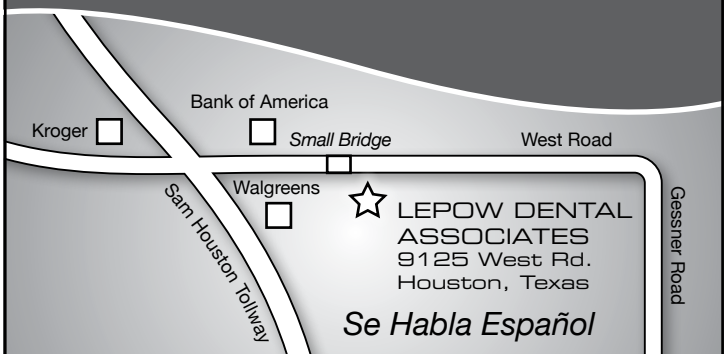 Bank of America
Kroger
Small Bridge
West Road
Walgreens
Sam Houston Tollway
Gessner Road
LEPOW DENTAL
ASSOCIATES
9125 West Rd.
Houston, Texas
Se Habla Español